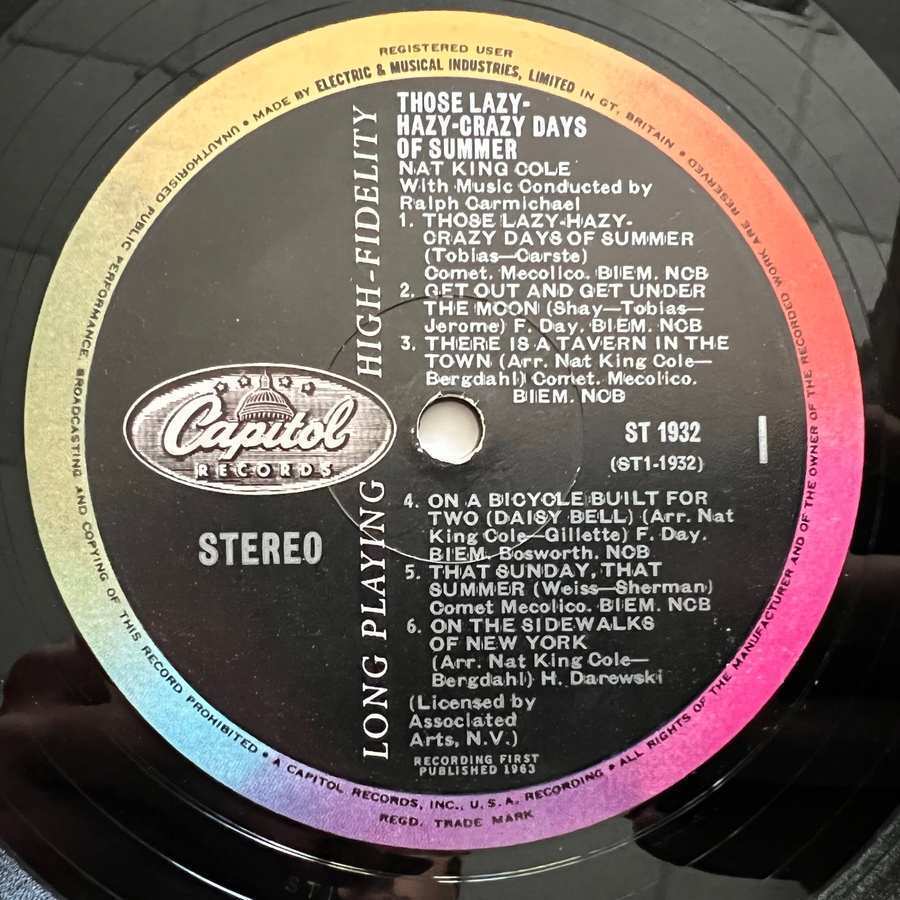 REGISTERED USER
UNAUTHORISED PUBLIC PERFORMANCE, BROADCASTING AND COPYING OF THIS RECORD PROHIBITED • MADE BY ELECTRIC & MUSICAL INDUSTRIES, LIMITED IN GT. BRITAIN •
THOSE LAZY-
HAZY-CRAZY DAYS
OF SUMMER
NAT KING COLE
With Music Conducted by
Ralph Carmichael
1. THOSE LAZY-HAZY-
CRAZY DAYS OF SUMMER
(Tobias—Carste)
Comet. Mecolico. BIEM. NCB
2. GET OUT AND GET UNDER
THE MOON (Shay—Tobias—
Jerome) F. Day. BIEM. NCB
3. THERE IS A TAVERN IN THE
TOWN (Arr. Nat King Cole—
Bergdahl) Comet. Mecolico.
BIEM. NCB
LONG PLAYING HIGH-FIDELITY
Capitol
RECORDS
STEREO
ST 1932
(ST1-1932)
1
4. ON A BICYCLE BUILT FOR
TWO (DAISY BELL) (Arr. Nat
King Cole—Gillette) F. Day.
BIEM. Bosworth. NCB
5. THAT SUNDAY, THAT
SUMMER (Weiss—Sherman)
Comet Mecolico. BIEM. NCB
6. ON THE SIDEWALKS
OF NEW YORK
(Arr. Nat King Cole—
Bergdahl) H. Darewski
(Licensed by
Associated
Arts, N.V.)
RECORDING FIRST
PUBLISHED 1963
• A CAPITOL RECORDS, INC., U.S.A. RECORDING • ALL RIGHTS OF THE MANUFACTURER AND OF THE OWNER OF THE RECORDED WORK ARE RESERVED •
REGD. TRADE MARK